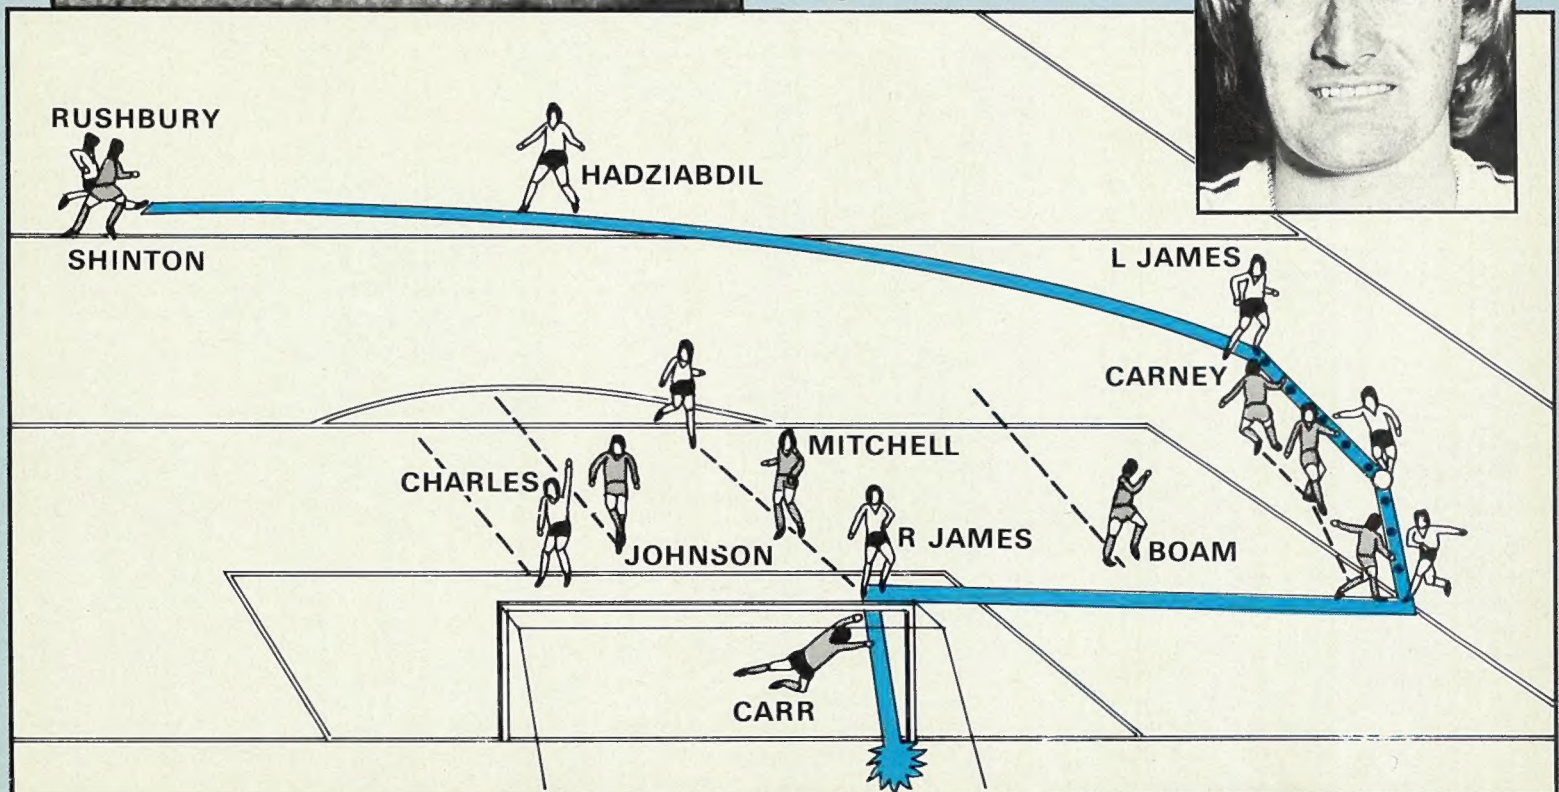 RUSHBURY
HADZIABDIL
SHINTON
L JAMES
CARNEY
MITCHELL
CHARLES
R JAMES
JOHNSON
BOAM
CARR